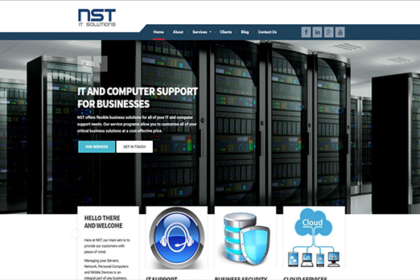 NST
IT SOLUTIONS
Home About Services Clients Blog Contact Us
IT AND COMPUTER SUPPORT
FOR BUSINESSES
NST offers flexible business solutions for all of your IT and computer
support needs. Our service programs allow you to customise all of your
critical business solutions at a cost effective price.
OUR SERVICES GET IN TOUCH
HELLO THERE
AND WELCOME
Here at NST our main aim is to
provide our customers with
peace of mind.
Managing your Servers,
Network, Personal Computers
and Mobile Devices is an
integral part of any business.
Cloud
IT SUPPORT
BUSINESS SECURITY
CLOUD SERVICES